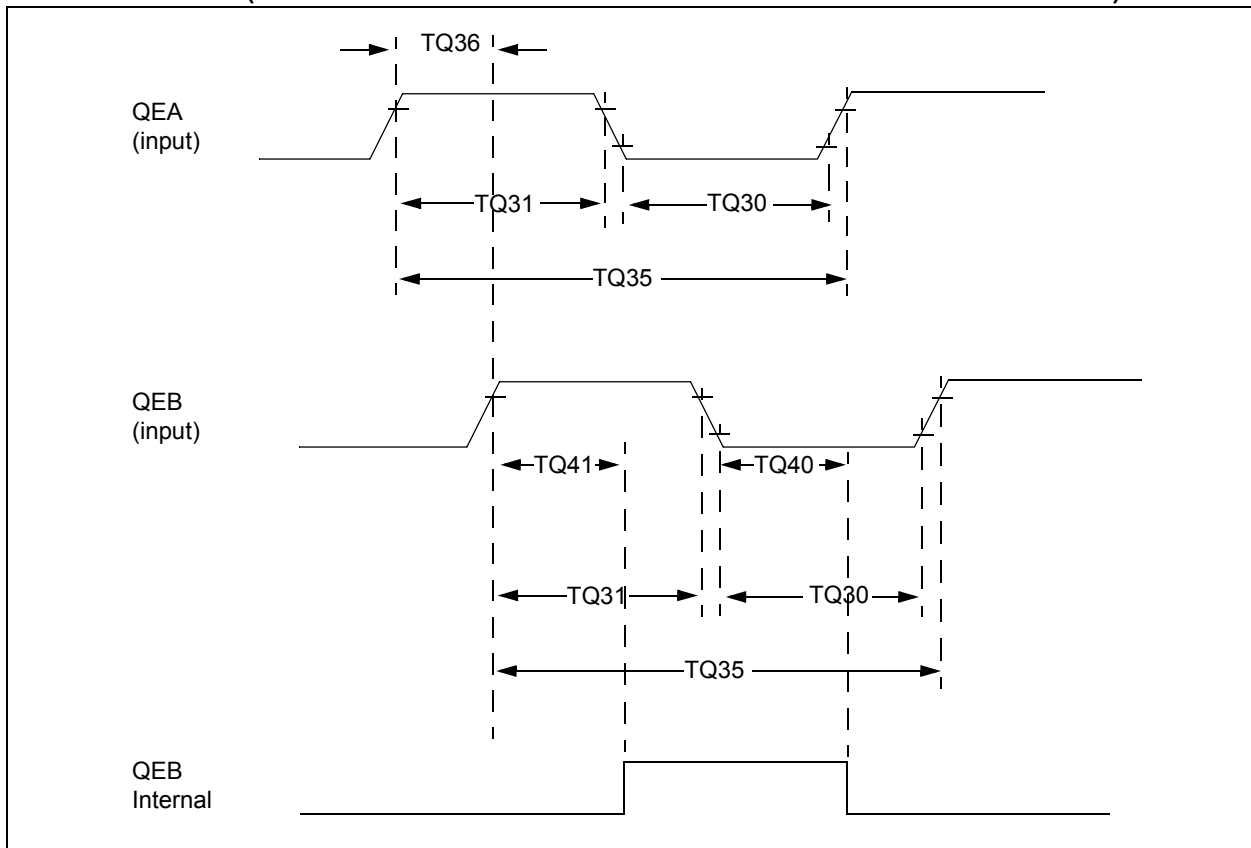 TQ36
QEA
(input)
TQ31
TQ30
TQ35
QEB
(input)
TQ41
TQ40
TQ31
TQ30
TQ35
QEB
Internal